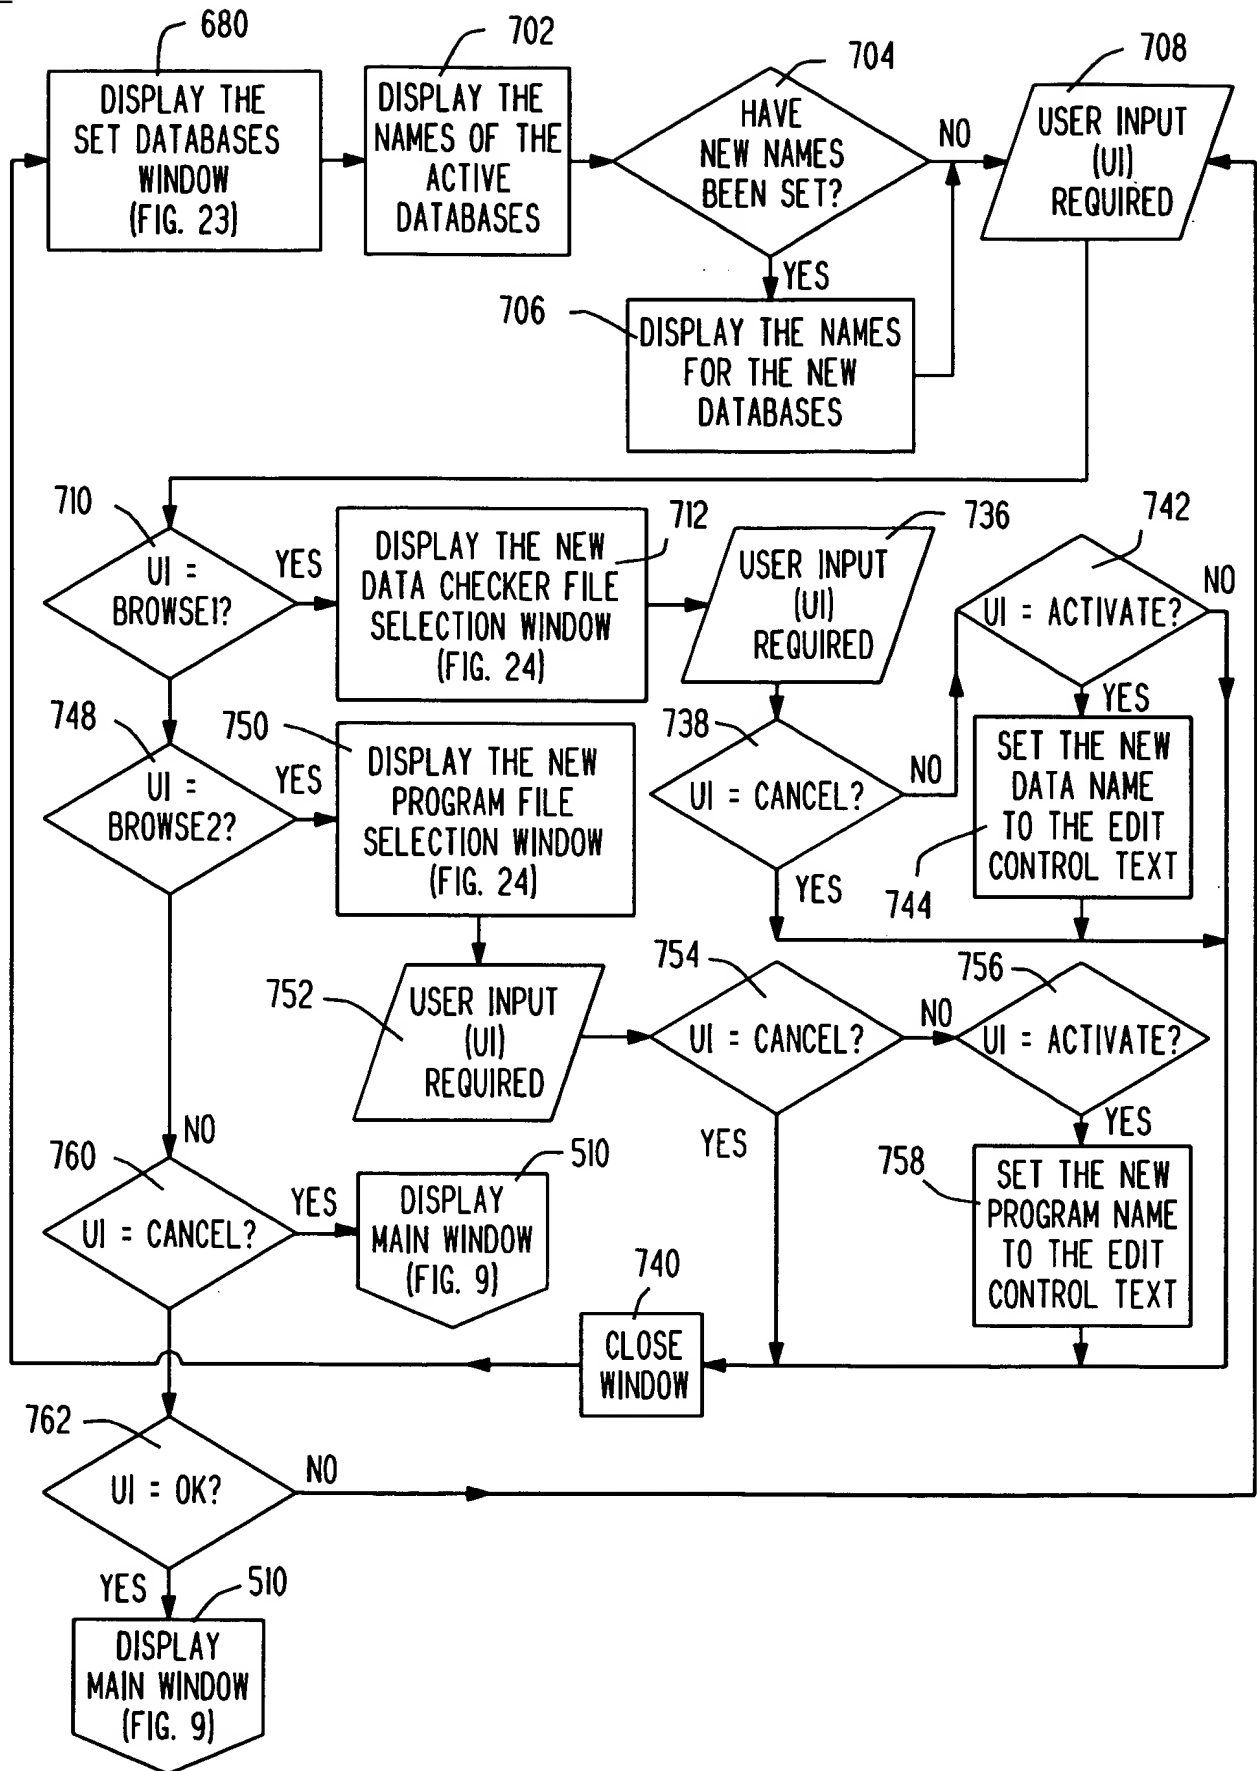 680
DISPLAY THE
SET DATABASES
WINDOW
(FIG. 23)
702
DISPLAY THE
NAMES OF THE
ACTIVE
DATABASES
704
HAVE
NEW NAMES
BEEN SET?
NO
YES
708
USER INPUT
(UI)
REQUIRED
706
DISPLAY THE NAMES
FOR THE NEW
DATABASES
710
UI =
BROWSE1?
YES
712
DISPLAY THE NEW
DATA CHECKER FILE
SELECTION WINDOW
(FIG. 24)
736
USER INPUT
(UI)
REQUIRED
742
UI = ACTIVATE?
NO
YES
748
UI =
BROWSE2?
YES
750
DISPLAY THE NEW
PROGRAM FILE
SELECTION WINDOW
(FIG. 24)
738
UI = CANCEL?
NO
YES
SET THE NEW
DATA NAME
TO THE EDIT
CONTROL TEXT
744
752
USER INPUT
(UI)
REQUIRED
754
UI = CANCEL?
NO
YES
756
UI = ACTIVATE?
YES
758
SET THE NEW
PROGRAM NAME
TO THE EDIT
CONTROL TEXT
NO
760
UI = CANCEL?
YES
510
DISPLAY
MAIN WINDOW
(FIG. 9)
740
CLOSE
WINDOW
762
UI = OK?
NO
YES
510
DISPLAY
MAIN WINDOW
(FIG. 9)